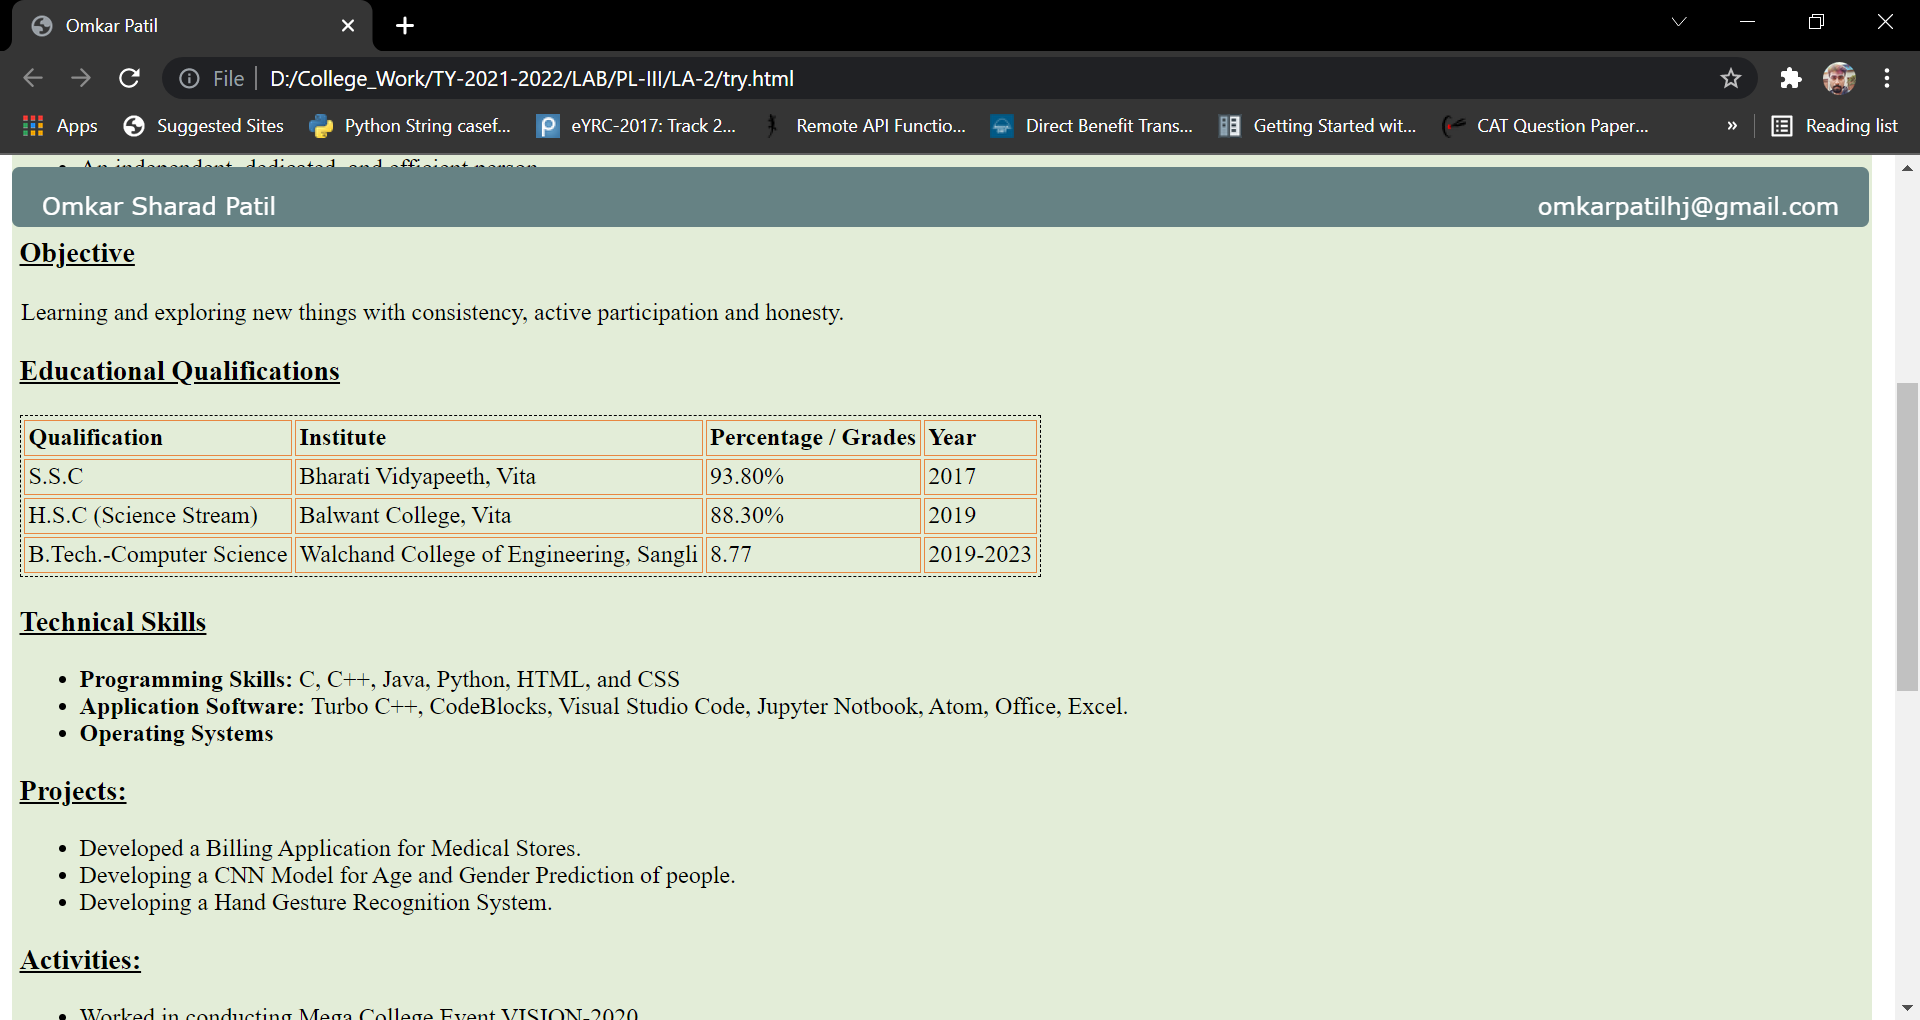 Omkar Patil
File D:/College_Work/TY-2021-2022/LAB/PL-III/LA-2/try.html
Apps Suggested Sites Python String casef... eYRC-2017: Track 2... Remote API Functio... Direct Benefit Trans... Getting Started wit... CAT Question Paper... » Reading list
An independent, dedicated, and efficient person
Omkar Sharad Patil omkarpatilhj@gmail.com
Objective
Learning and exploring new things with consistency, active participation and honesty.
Educational Qualifications
Qualification Institute Percentage / Grades Year
S.S.C Bharati Vidyapeeth, Vita 93.80% 2017
H.S.C (Science Stream) Balwant College, Vita 88.30% 2019
B.Tech.-Computer Science Walchand College of Engineering, Sangli 8.77 2019-2023
Technical Skills
• Programming Skills: C, C++, Java, Python, HTML, and CSS
• Application Software: Turbo C++, CodeBlocks, Visual Studio Code, Jupyter Notbook, Atom, Office, Excel.
• Operating Systems
Projects:
• Developed a Billing Application for Medical Stores.
• Developing a CNN Model for Age and Gender Prediction of people.
• Developing a Hand Gesture Recognition System.
Activities:
• Worked in conducting Mega College Event VISION-2020